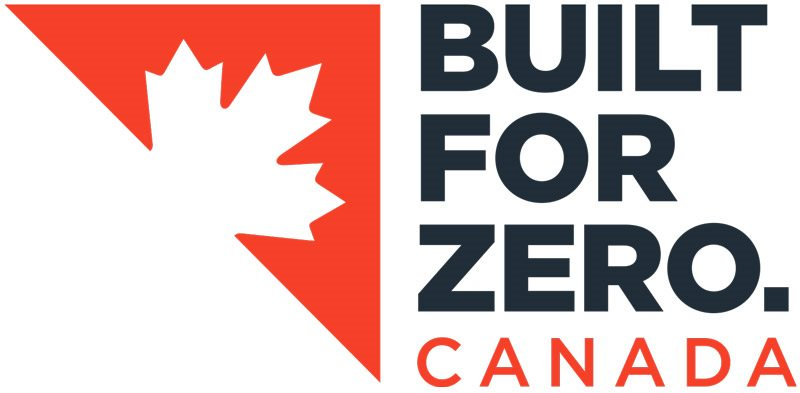 BUILT
FOR
ZERO.
CANADA